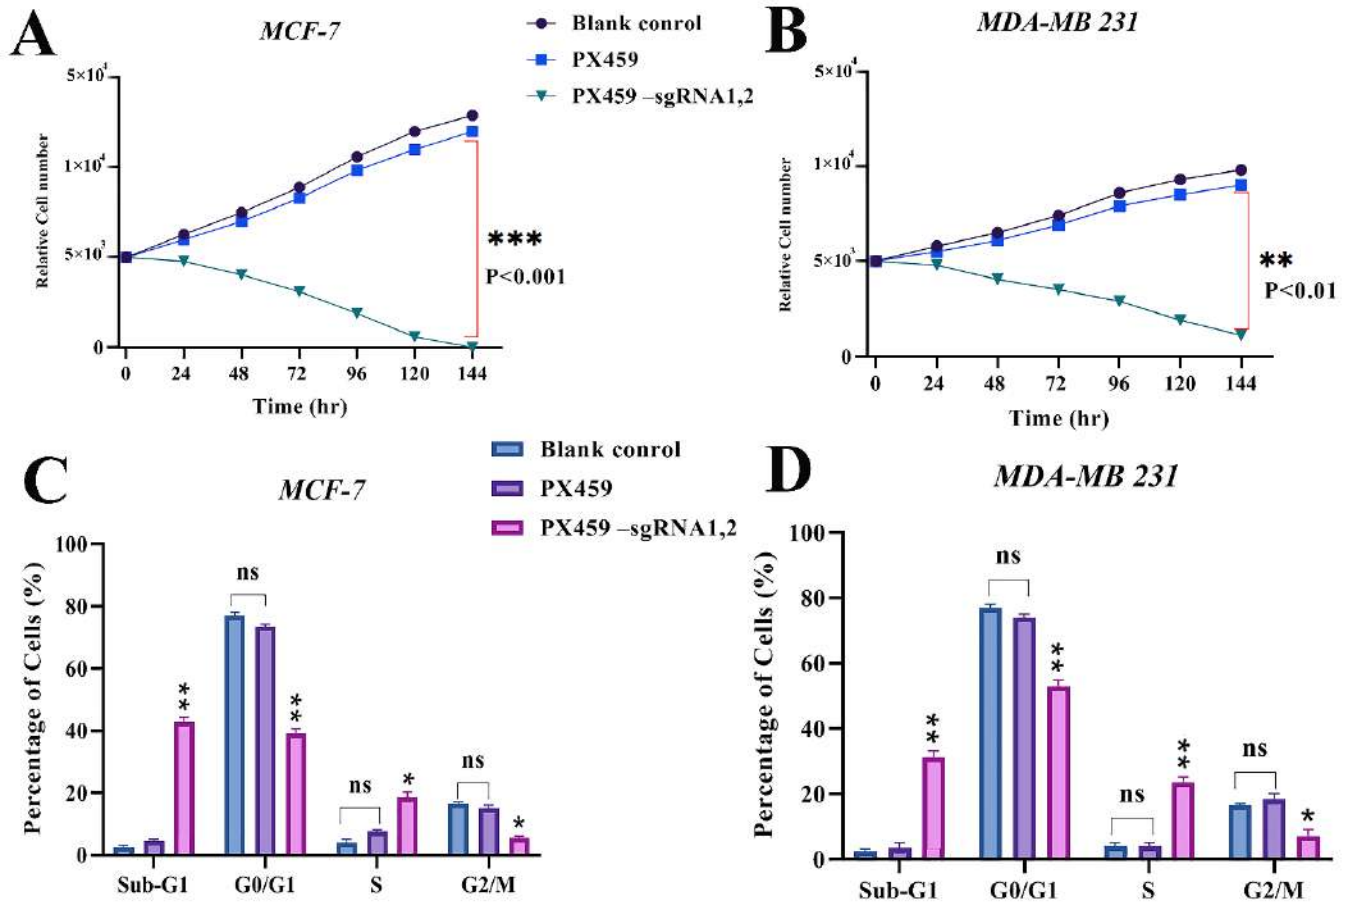 A
MCF-7
Blank conrol
PX459
PX459 –sgRNA1,2
Relative Cell number
5×10⁴
1×10⁴
5×10³
0
0 24 48 72 96 120 144
Time (hr)
***
P<0.001
B
MDA-MB 231
Relative Cell number
5×10⁴
1×10⁴
5×10³
0
0 24 48 72 96 120 144
Time (hr)
**
P<0.01
C
MCF-7
Blank conrol
PX459
PX459 –sgRNA1,2
Percentage of Cells (%)
100
80
60
40
20
0
**
ns
**
ns
*
ns
*
Sub-G1 G0/G1 S G2/M
D
MDA-MB 231
Percentage of Cells (%)
100
80
60
40
20
0
**
ns
**
ns
**
ns
*
Sub-G1 G0/G1 S G2/M